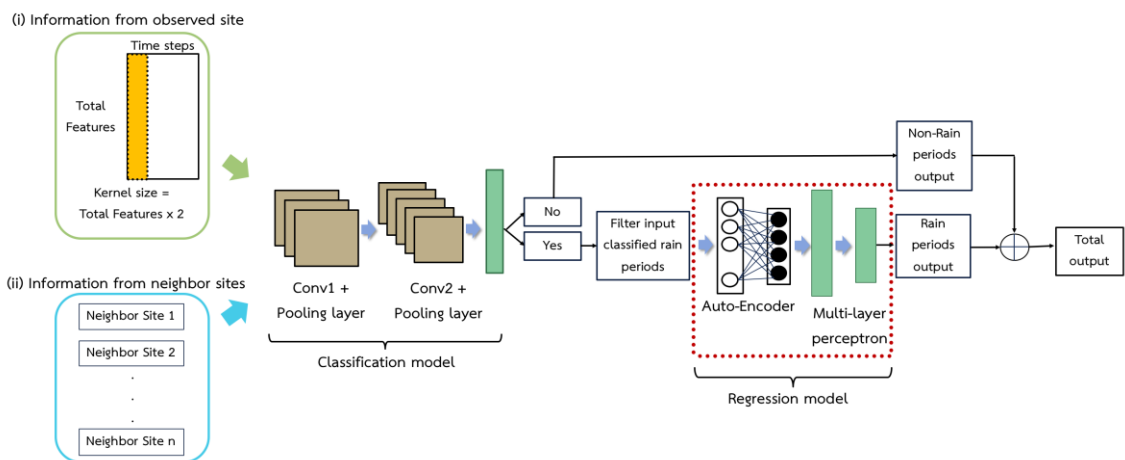 (i) Information from observed site
Time steps
Total
Features
Kernel size =
Total Features x 2
(ii) Information from neighbor sites
Neighbor Site 1
Neighbor Site 2
.
.
.
Neighbor Site n
Conv1 +
Pooling layer
Conv2 +
Pooling layer
Classification model
No
Yes
Filter input
classified rain
periods
Auto-Encoder
Multi-layer
perceptron
Regression model
Non-Rain
periods
output
Rain
periods
output
Total
output